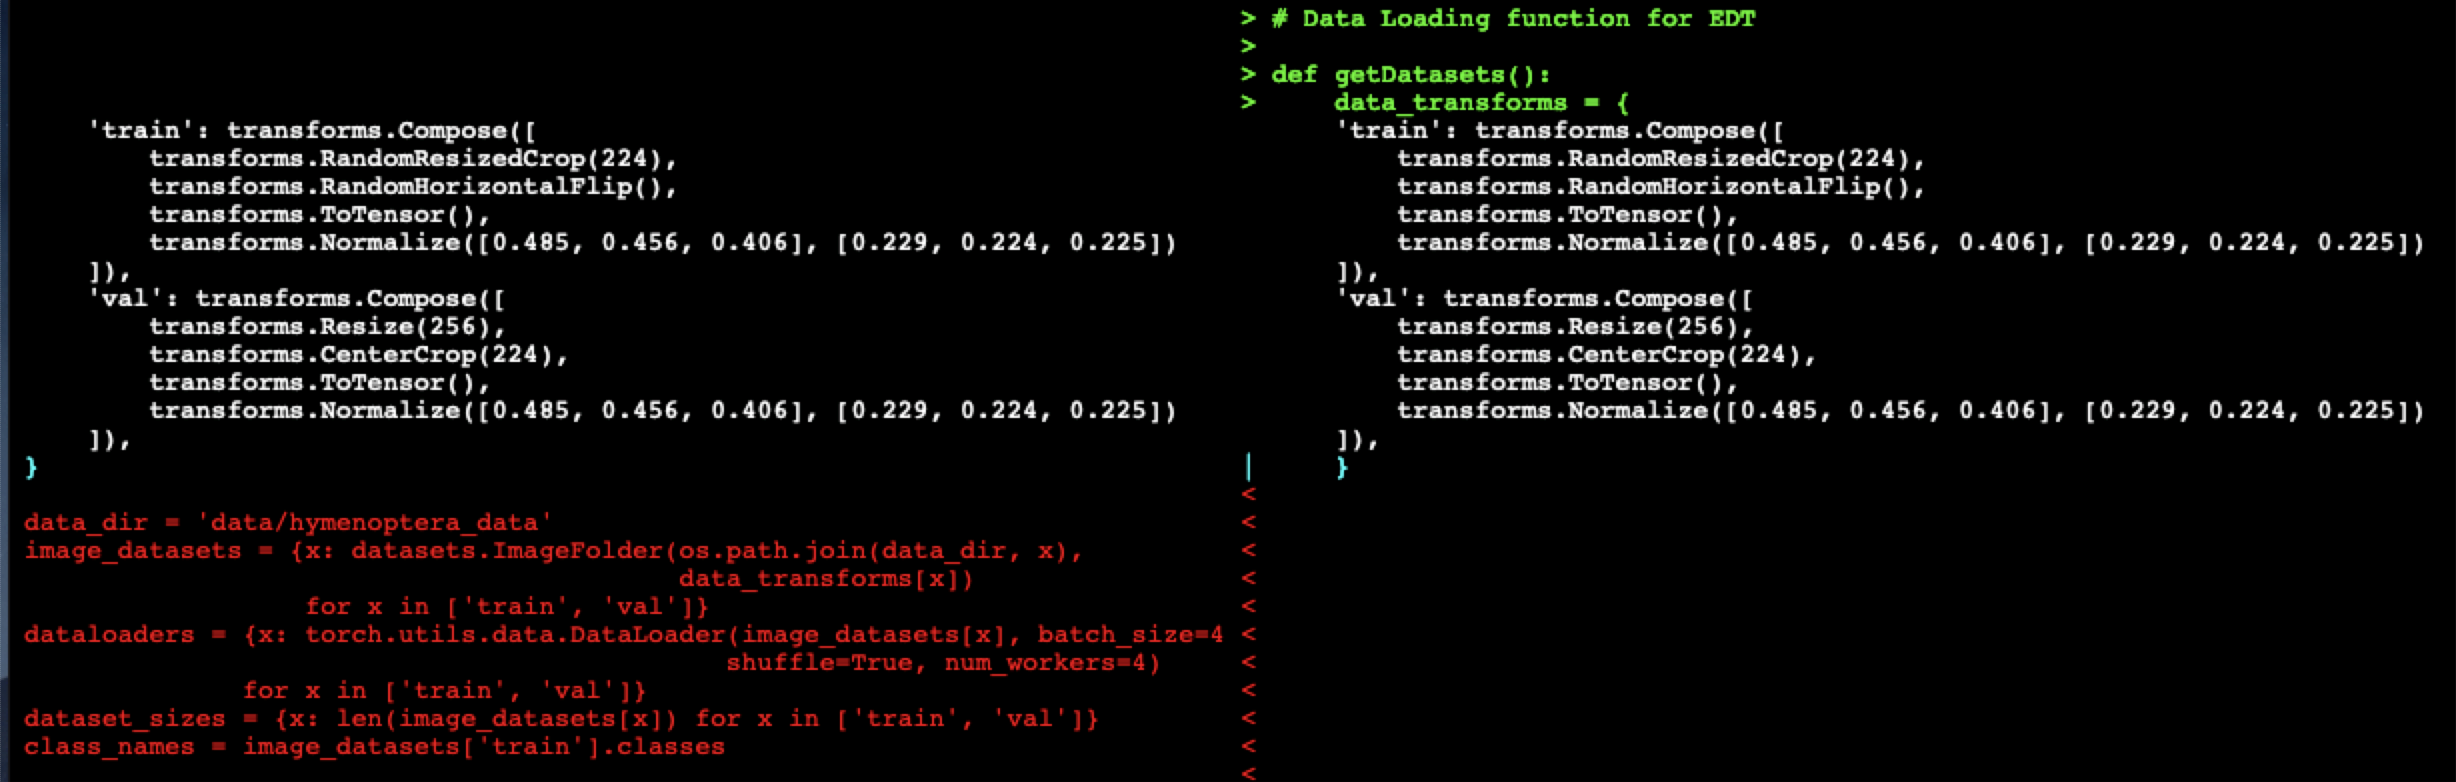 > # Data Loading function for EDT
>
> def getDatasets():
>     data_transforms = {
    'train': transforms.Compose([     'train': transforms.Compose([
        transforms.RandomResizedCrop(224),         transforms.RandomResizedCrop(224),
        transforms.RandomHorizontalFlip(),         transforms.RandomHorizontalFlip(),
        transforms.ToTensor(),         transforms.ToTensor(),
        transforms.Normalize([0.485, 0.456, 0.406], [0.229, 0.224, 0.225])         transforms.Normalize([0.485, 0.456, 0.406], [0.229, 0.224, 0.225])
    ]),     ]),
    'val': transforms.Compose([     'val': transforms.Compose([
        transforms.Resize(256),         transforms.Resize(256),
        transforms.CenterCrop(224),         transforms.CenterCrop(224),
        transforms.ToTensor(),         transforms.ToTensor(),
        transforms.Normalize([0.485, 0.456, 0.406], [0.229, 0.224, 0.225])         transforms.Normalize([0.485, 0.456, 0.406], [0.229, 0.224, 0.225])
    ]),     ]),
} |     }
<
data_dir = 'data/hymenoptera_data' <
image_datasets = {x: datasets.ImageFolder(os.path.join(data_dir, x), <
                                          data_transforms[x]) <
                  for x in ['train', 'val']} <
dataloaders = {x: torch.utils.data.DataLoader(image_datasets[x], batch_size=4 <
                                             shuffle=True, num_workers=4) <
              for x in ['train', 'val']} <
dataset_sizes = {x: len(image_datasets[x]) for x in ['train', 'val']} <
class_names = image_datasets['train'].classes <
<